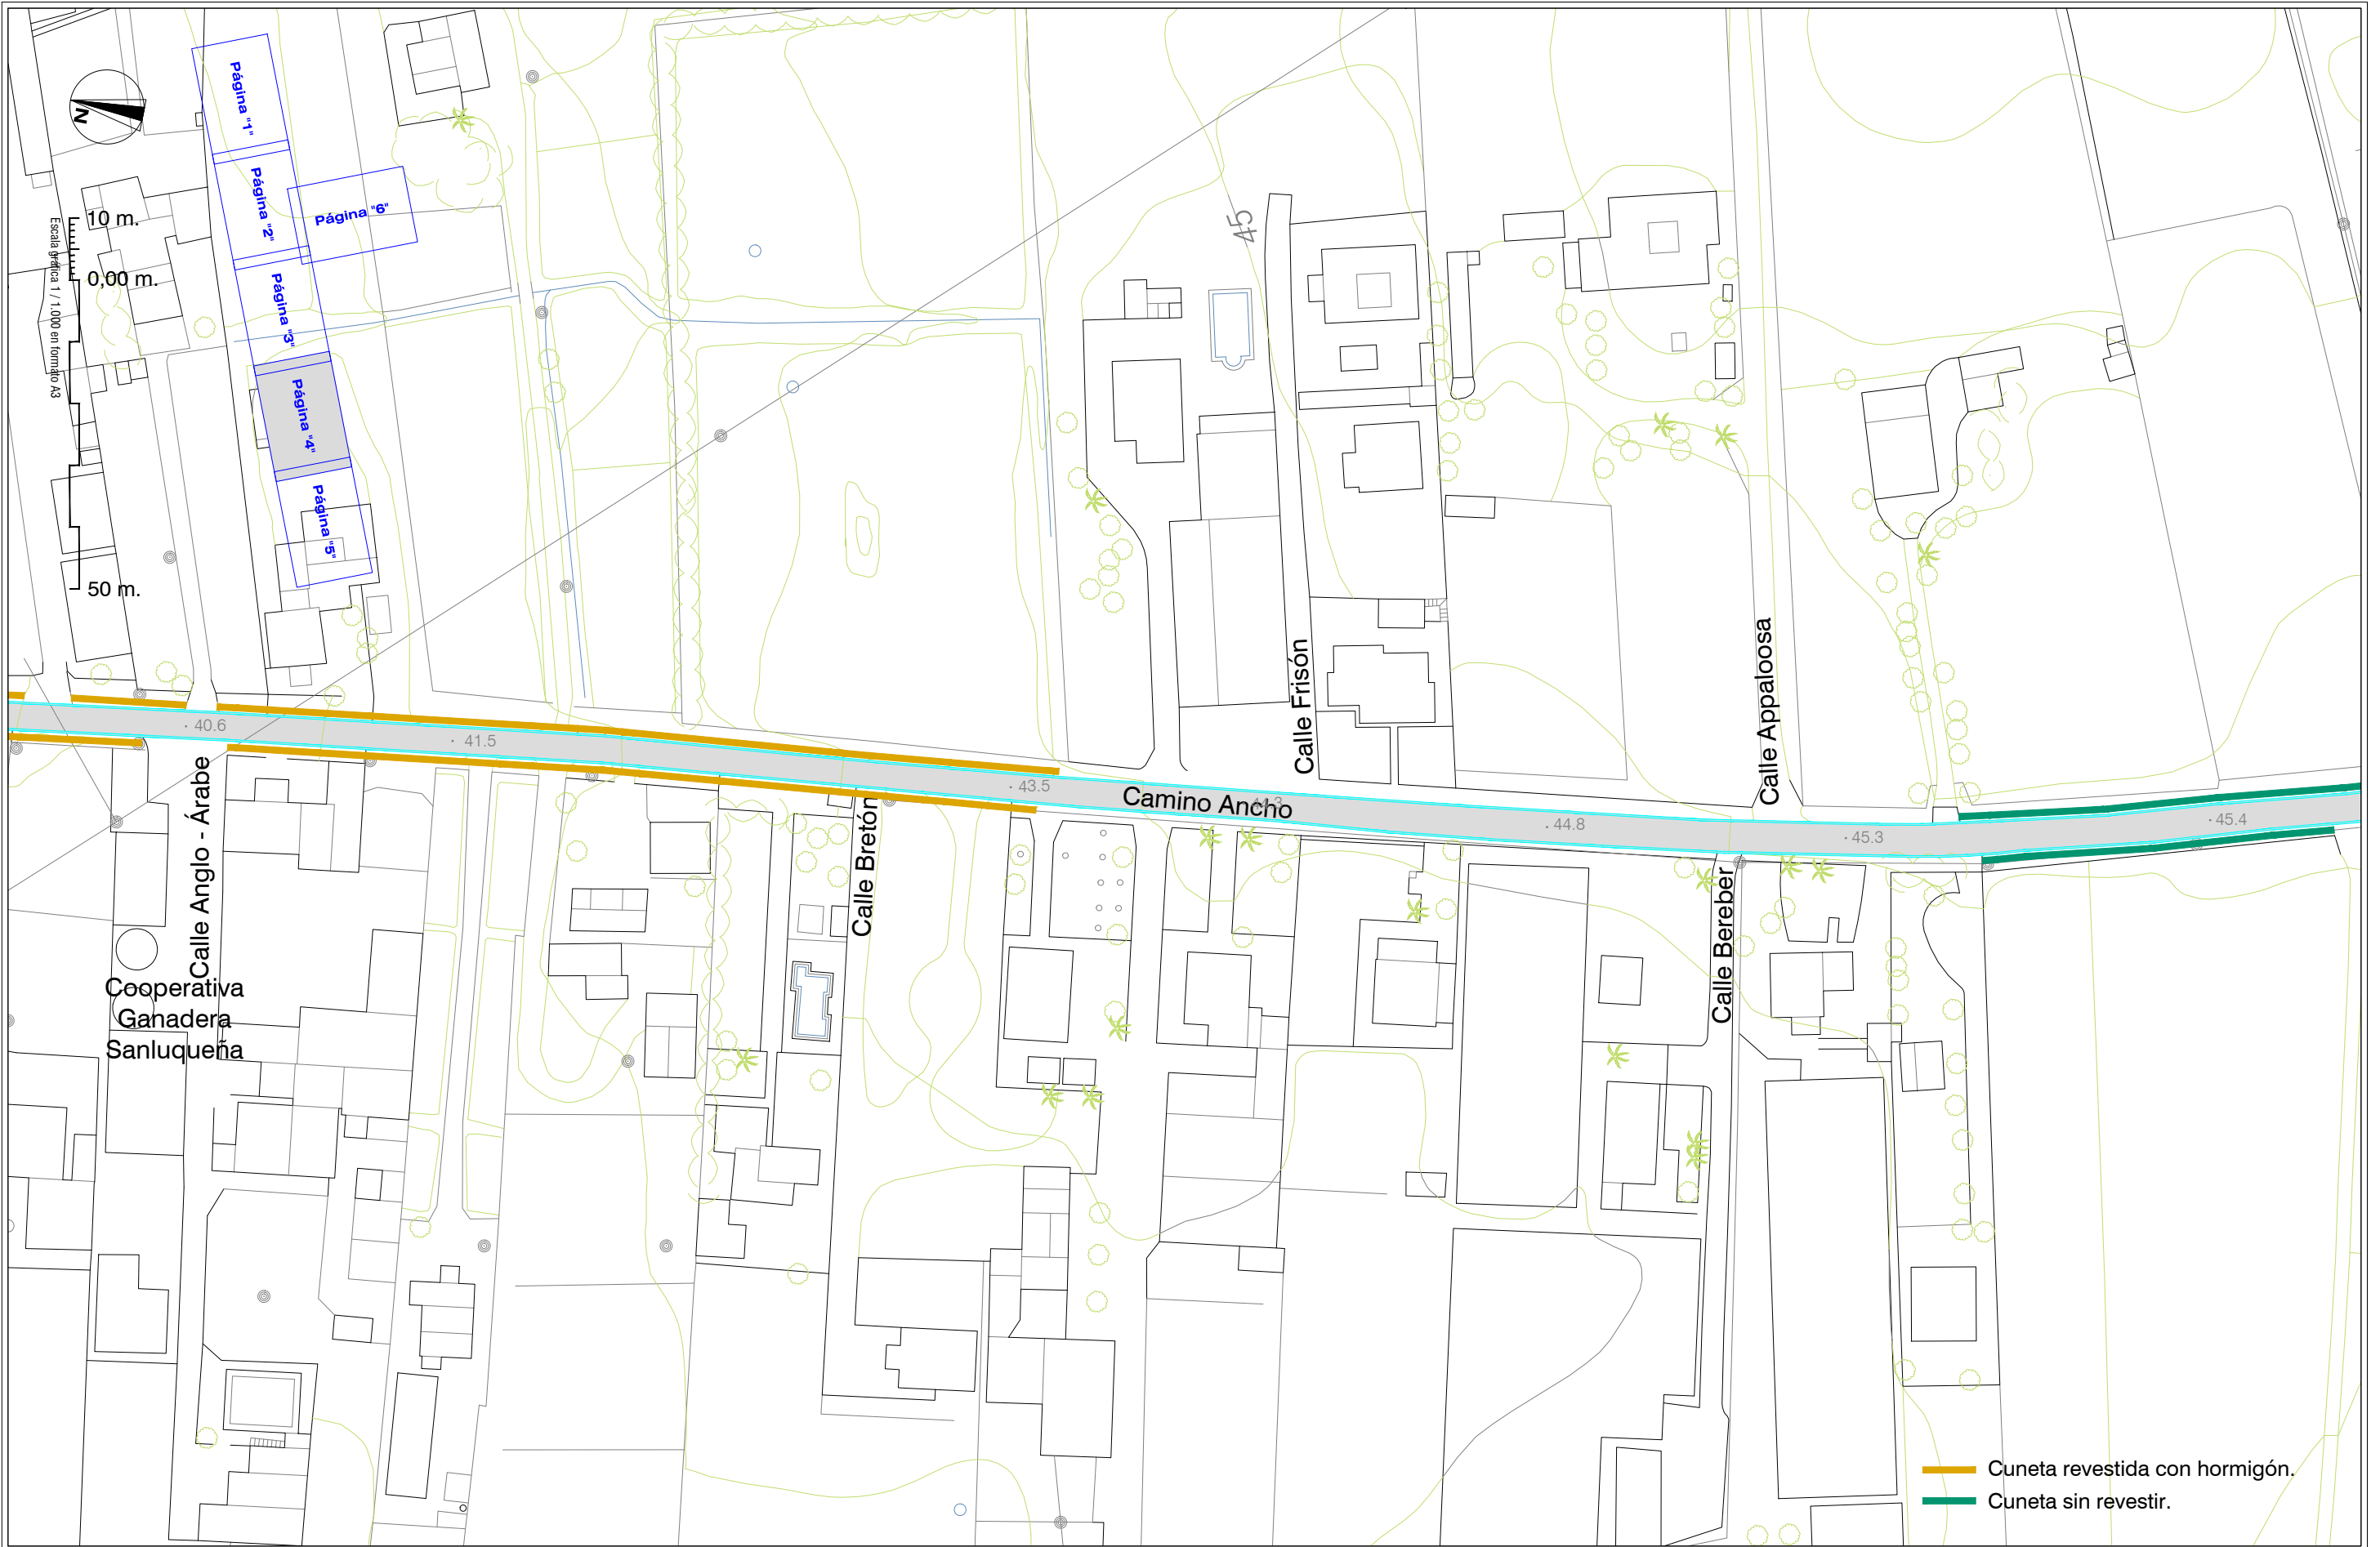 Página "1"
N
Página "2"
Página "6"
10 m.
45
Escala gráfica 1 / 1.000 en formato A3
0,00 m.
Página "3"
Página "4"
Página "5"
50 m.
Calle Frisón
Calle Appaloosa
40.6
41.5
43.5
Camino Ancho
44.3
44.8
45.3
45.4
Calle Anglo - Árabe
Calle Bretón
Calle Bereber
Cooperativa
Ganadera
Sanluqueña
Cuneta revestida con hormigón.
Cuneta sin revestir.